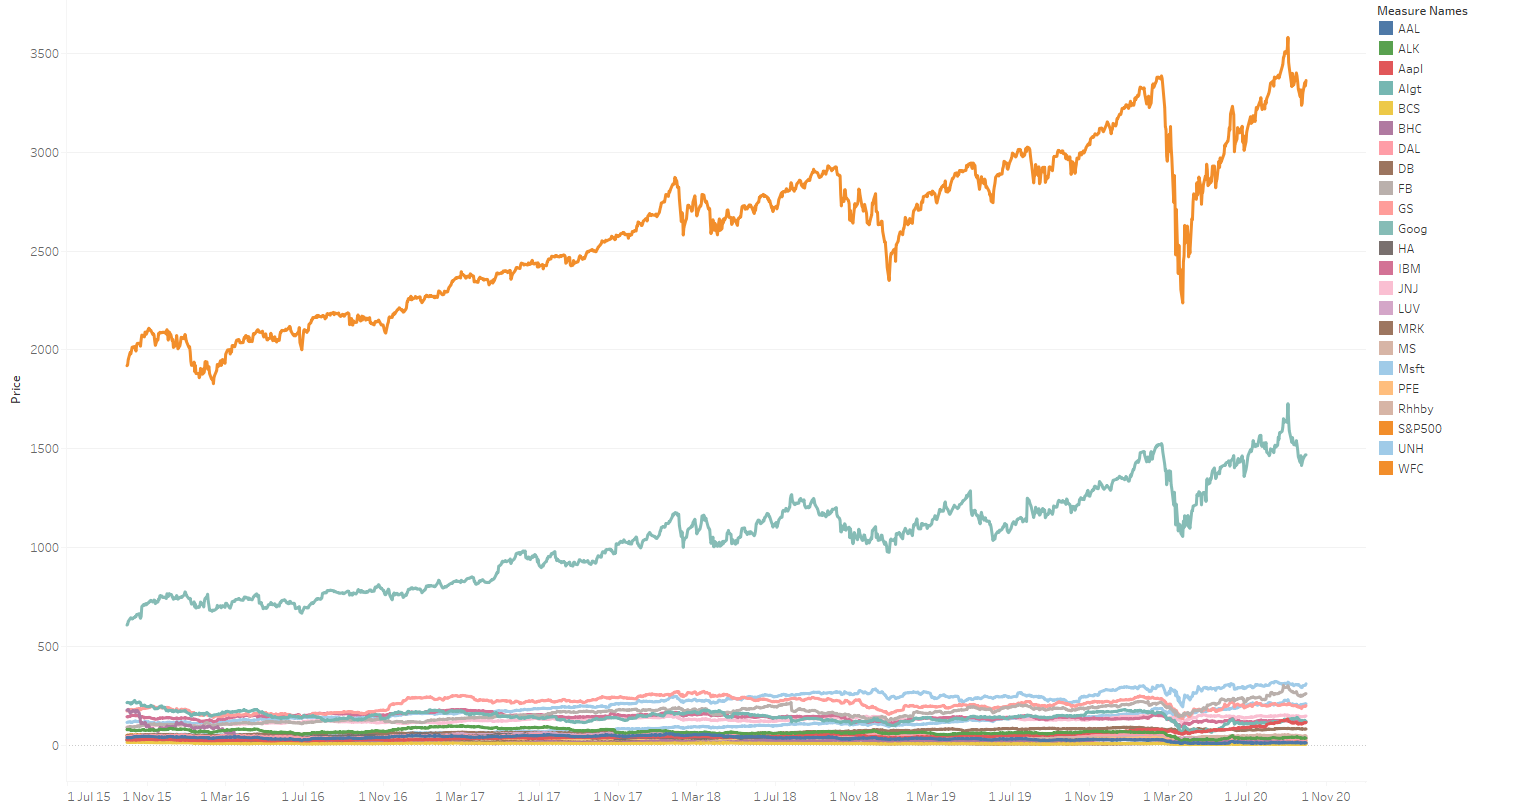 Measure Names
AAL
ALK
Aapl
Algt
BCS
BHC
DAL
DB
FB
GS
Goog
HA
IBM
JNJ
LUV
MRK
MS
Msft
PFE
Rhhby
S&P500
UNH
WFC
Price
3500
3000
2500
2000
1500
1000
500
0
1 Jul 15 1 Nov 15 1 Mar 16 1 Jul 16 1 Nov 16 1 Mar 17 1 Jul 17 1 Nov 17 1 Mar 18 1 Jul 18 1 Nov 18 1 Mar 19 1 Jul 19 1 Nov 19 1 Mar 20 1 Jul 20 1 Nov 20